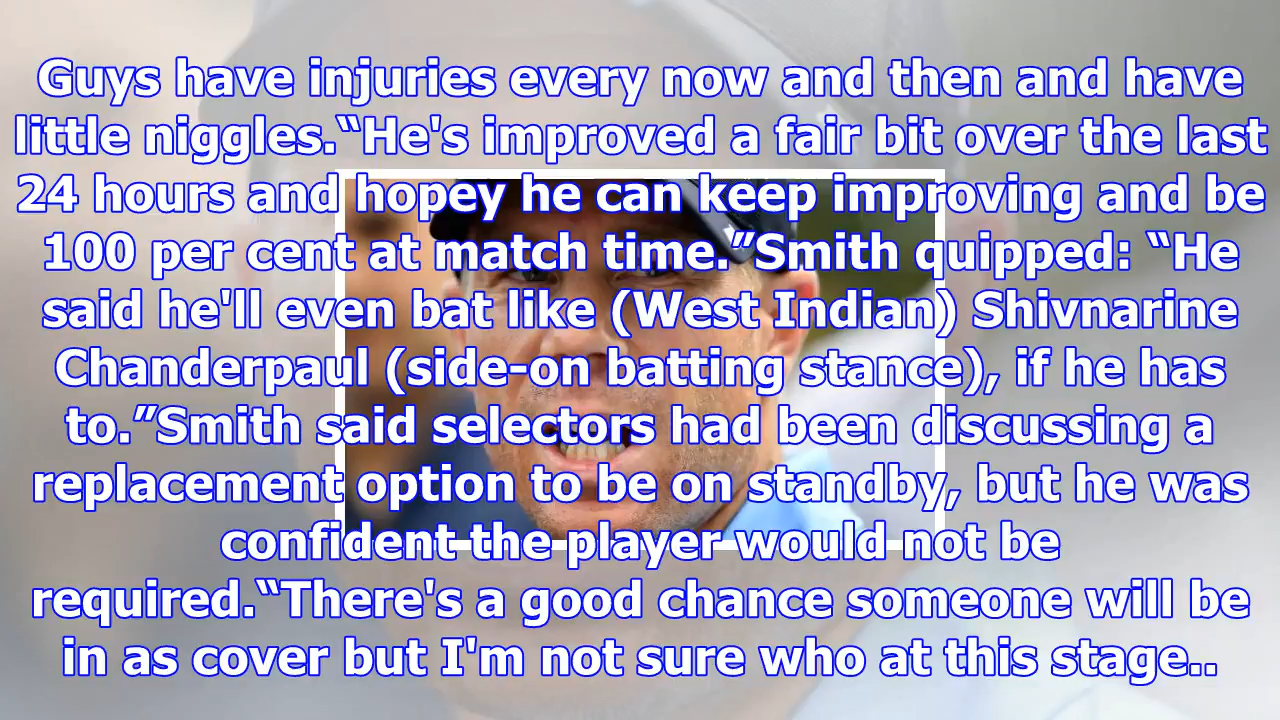 Guys have injuries every now and then and have
little niggles.“He's improved a fair bit over the last
24 hours and hopey he can keep improving and be
100 per cent at match time.”Smith quipped: “He
said he'll even bat like (West Indian) Shivnarine
Chanderpaul (side-on batting stance), if he has
to.”Smith said selectors had been discussing a
replacement option to be on standby, but he was
confident the player would not be
required.“There's a good chance someone will be
in as cover but I'm not sure who at this stage..